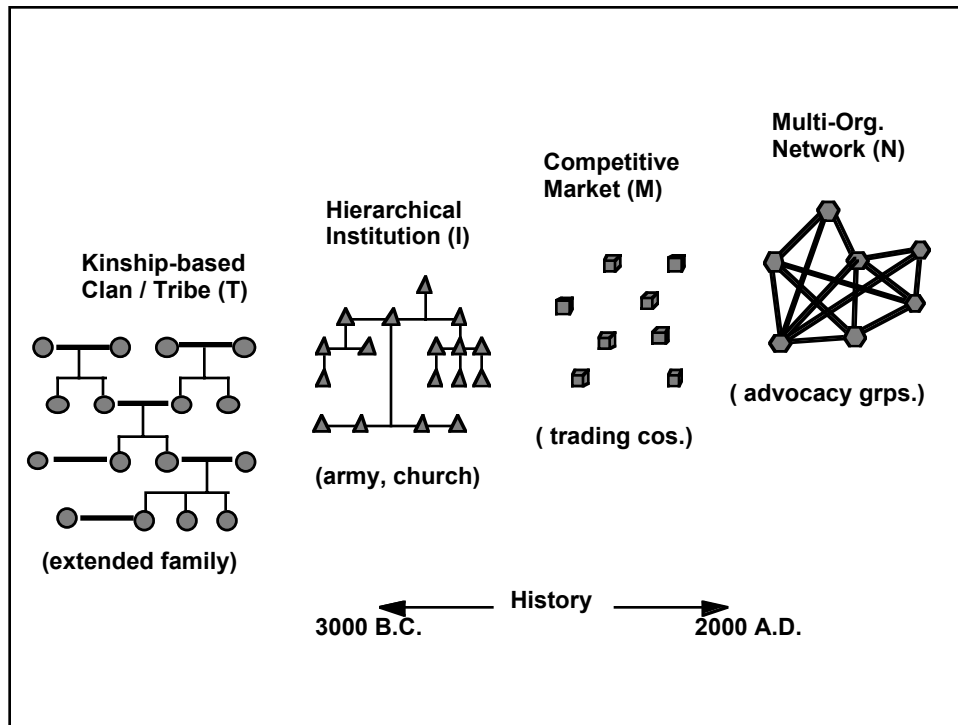 Kinship-based
Clan / Tribe (T)
(extended family)
Hierarchical
Institution (I)
(army, church)
Competitive
Market (M)
( trading cos.)
Multi-Org.
Network (N)
( advocacy grps.)
History
3000 B.C.
2000 A.D.